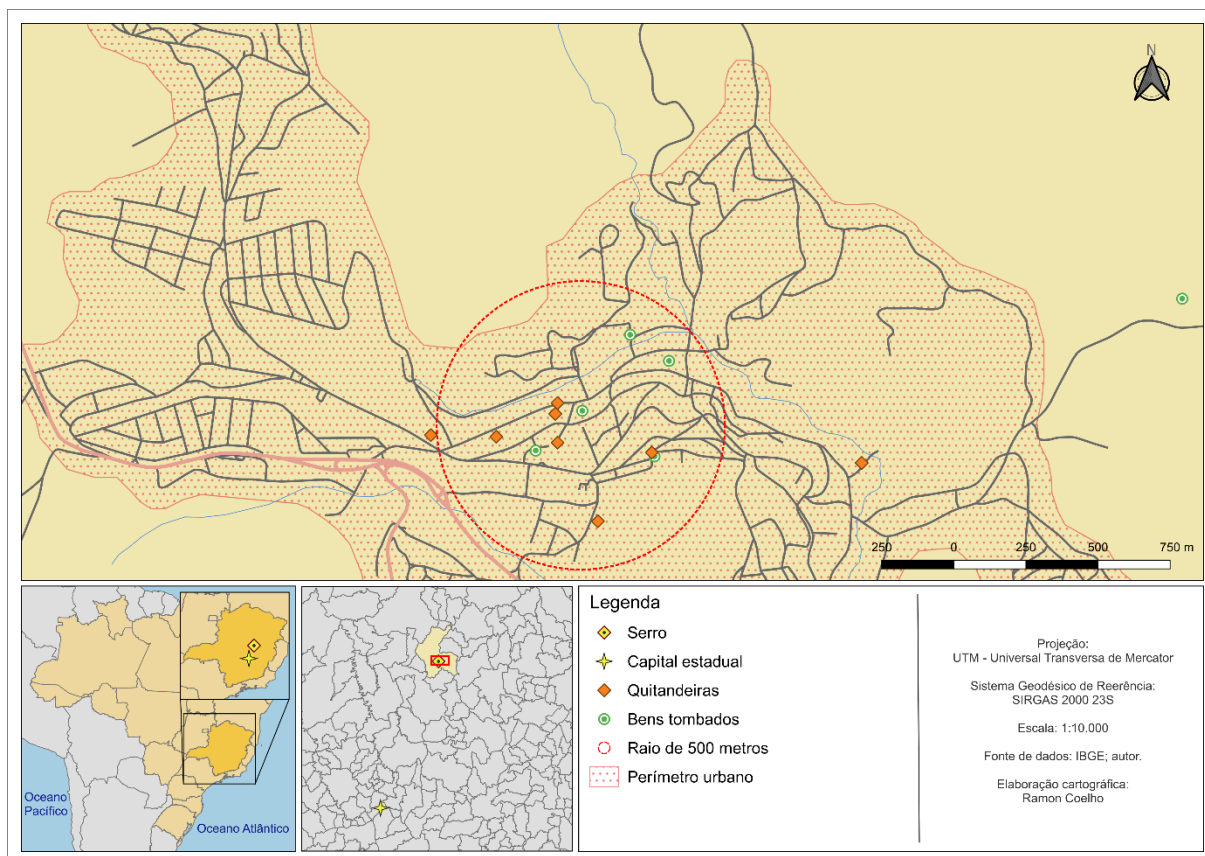 N
250 0 250 500 750 m
Oceano
Pacífico
Oceano Atlântico
Legenda
Serro
Capital estadual
Quitandeiras
Bens tombados
Raio de 500 metros
Perímetro urbano
Projeção:
UTM - Universal Transversa de Mercator
Sistema Geodésico de Reerência:
SIRGAS 2000 23S
Escala: 1:10.000
Fonte de dados: IBGE; autor.
Elaboração cartográfica:
Ramon Coelho